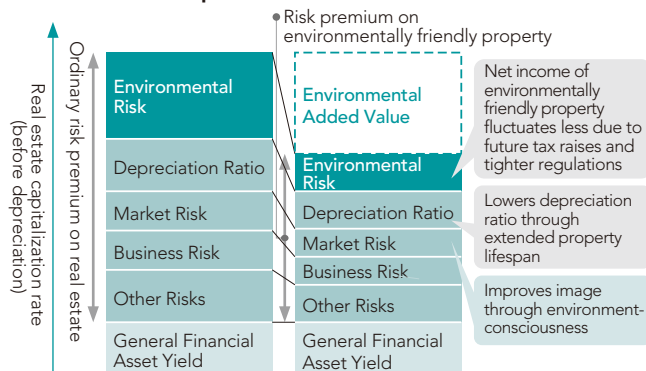 Risk premium on
environmentally friendly property
Real estate capitalization rate
(before depreciation)
Ordinary risk premium on real estate
Environmental
Risk
Depreciation Ratio
Market Risk
Business Risk
Other Risks
General Financial
Asset Yield
Environmental
Added Value
Environmental
Risk
Depreciation Ratio
Market Risk
Business Risk
Other Risks
General Financial
Asset Yield
Net income of
environmentally
friendly property
fluctuates less due to
future tax raises and
tighter regulations
Lowers depreciation
ratio through
extended property
lifespan
Improves image
through environment-
consciousness